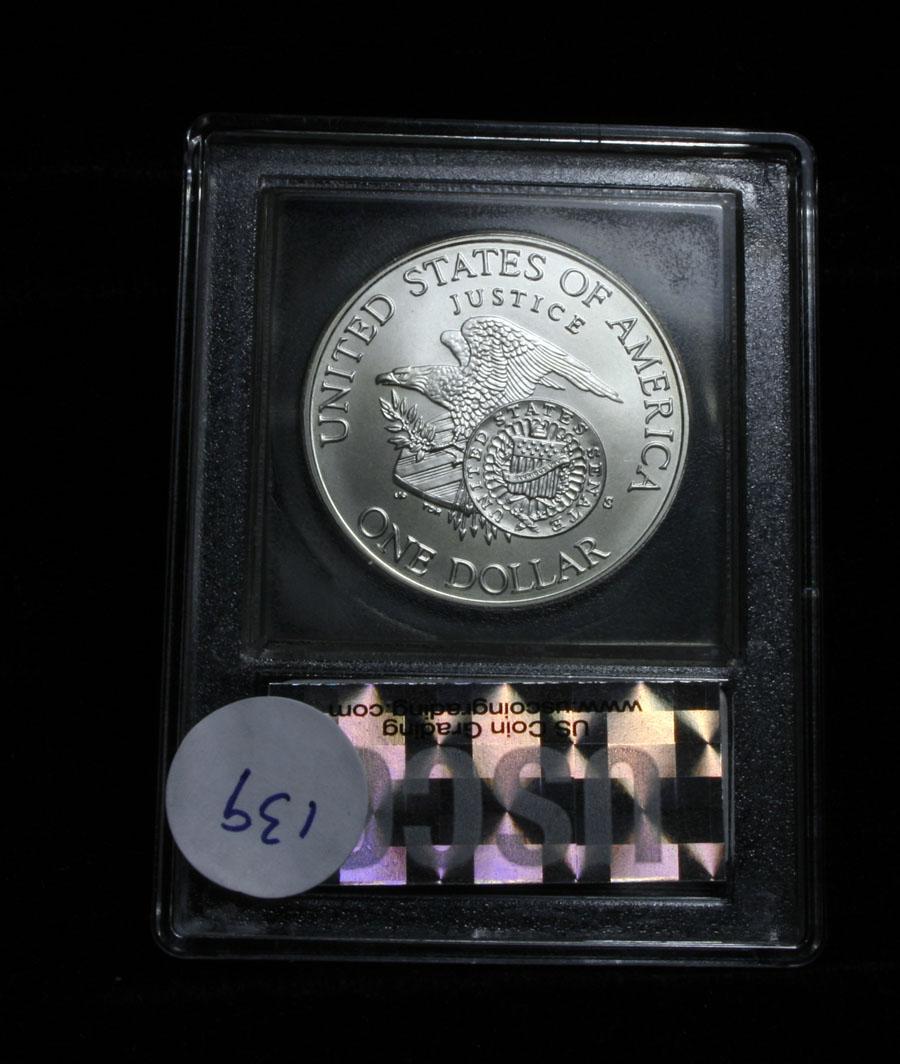 UNITED STATES OF AMERICA
JUSTICE
UNITED STATES SENATE
S
ONE DOLLAR
www.uscoingrading.com
US Coin Grading
USCG
139